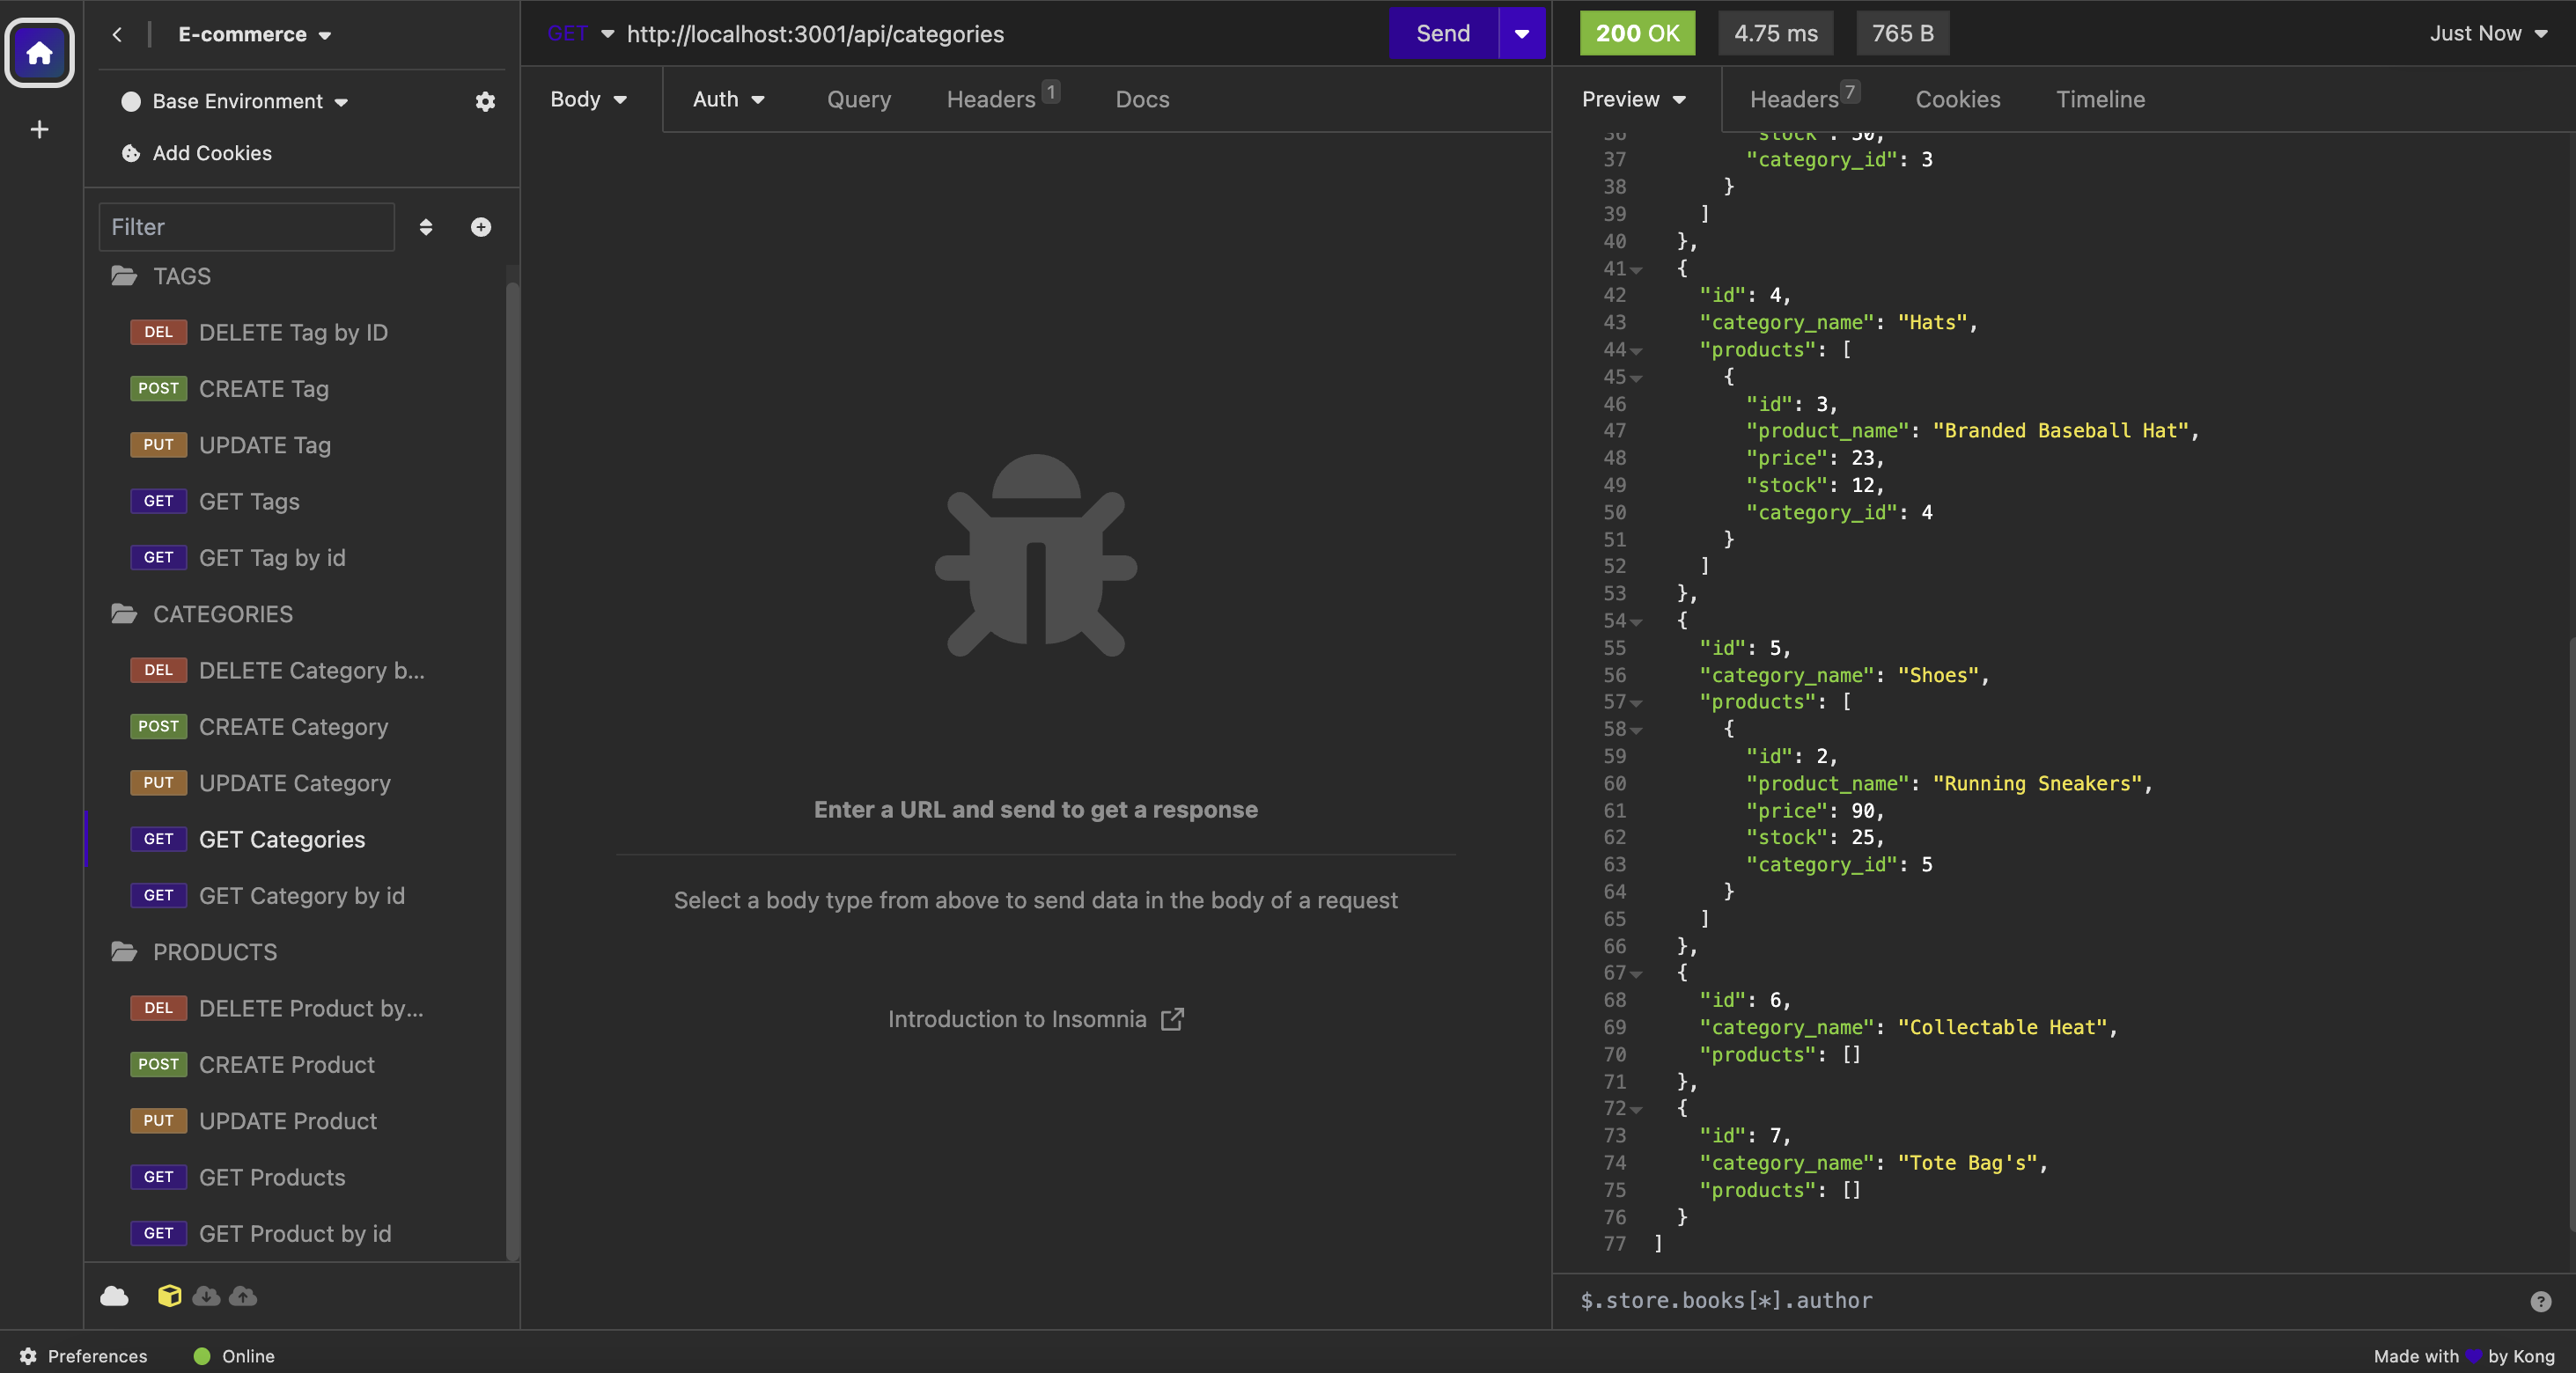 E-commerce
Base Environment
Add Cookies
Filter
TAGS
DEL DELETE Tag by ID
POST CREATE Tag
PUT UPDATE Tag
GET GET Tags
GET GET Tag by id
CATEGORIES
DEL DELETE Category b...
POST CREATE Category
PUT UPDATE Category
GET GET Categories
GET GET Category by id
PRODUCTS
DEL DELETE Product by...
POST CREATE Product
PUT UPDATE Product
GET GET Products
GET GET Product by id
Preferences
Online
GET http://localhost:3001/api/categories Send
Body Auth Query Headers 1 Docs
Enter a URL and send to get a response
Select a body type from above to send data in the body of a request
Introduction to Insomnia
200 OK 4.75 ms 765 B Just Now
Preview Headers 7 Cookies Timeline
36 "stock": 50,
37 "category_id": 3
38 }
39 ]
40 },
41 {
42 "id": 4,
43 "category_name": "Hats",
44 "products": [
45 {
46 "id": 3,
47 "product_name": "Branded Baseball Hat",
48 "price": 23,
49 "stock": 12,
50 "category_id": 4
51 }
52 ]
53 },
54 {
55 "id": 5,
56 "category_name": "Shoes",
57 "products": [
58 {
59 "id": 2,
60 "product_name": "Running Sneakers",
61 "price": 90,
62 "stock": 25,
63 "category_id": 5
64 }
65 ]
66 },
67 {
68 "id": 6,
69 "category_name": "Collectable Heat",
70 "products": []
71 },
72 {
73 "id": 7,
74 "category_name": "Tote Bag's",
75 "products": []
76 }
77 ]
$.store.books[*].author
Made with by Kong